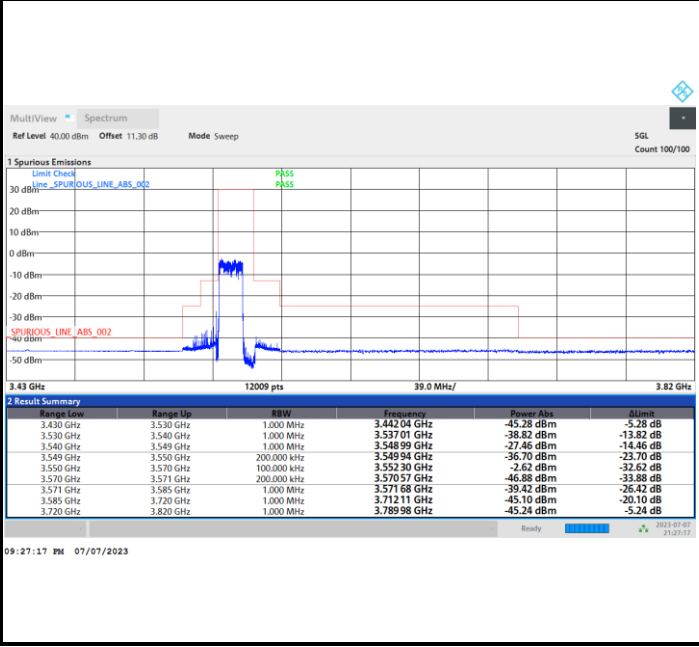 MultiView Spectrum
Ref Level 40.00 dBm Offset 11.30 dB Mode Sweep SGL
Count 100/100
1 Spurious Emissions
Limit Check PASS
Line _SPURIOUS_LINE_ABS_002 PASS
30 dBm
20 dBm
10 dBm
0 dBm
-10 dBm
-20 dBm
-30 dBm
_SPURIOUS_LINE_ABS_002
-40 dBm
-50 dBm
3.43 GHz 12009 pts 39.0 MHz/ 3.82 GHz
2 Result Summary
Range Low Range Up RBW Frequency Power Abs ΔLimit
3.430 GHz 3.530 GHz 1.000 MHz 3.442 04 GHz -45.28 dBm -5.28 dB
3.530 GHz 3.540 GHz 1.000 MHz 3.537 01 GHz -38.82 dBm -13.82 dB
3.540 GHz 3.549 GHz 1.000 MHz 3.548 99 GHz -27.46 dBm -14.46 dB
3.549 GHz 3.550 GHz 200.000 kHz 3.549 94 GHz -36.70 dBm -23.70 dB
3.550 GHz 3.570 GHz 100.000 kHz 3.552 30 GHz -2.62 dBm -32.62 dB
3.570 GHz 3.571 GHz 200.000 kHz 3.570 57 GHz -46.88 dBm -33.88 dB
3.571 GHz 3.585 GHz 1.000 MHz 3.571 68 GHz -39.42 dBm -26.42 dB
3.585 GHz 3.720 GHz 1.000 MHz 3.712 11 GHz -45.10 dBm -20.10 dB
3.720 GHz 3.820 GHz 1.000 MHz 3.789 98 GHz -45.24 dBm -5.24 dB
Ready 2023-07-07
21:27:17
09:27:17 PM 07/07/2023